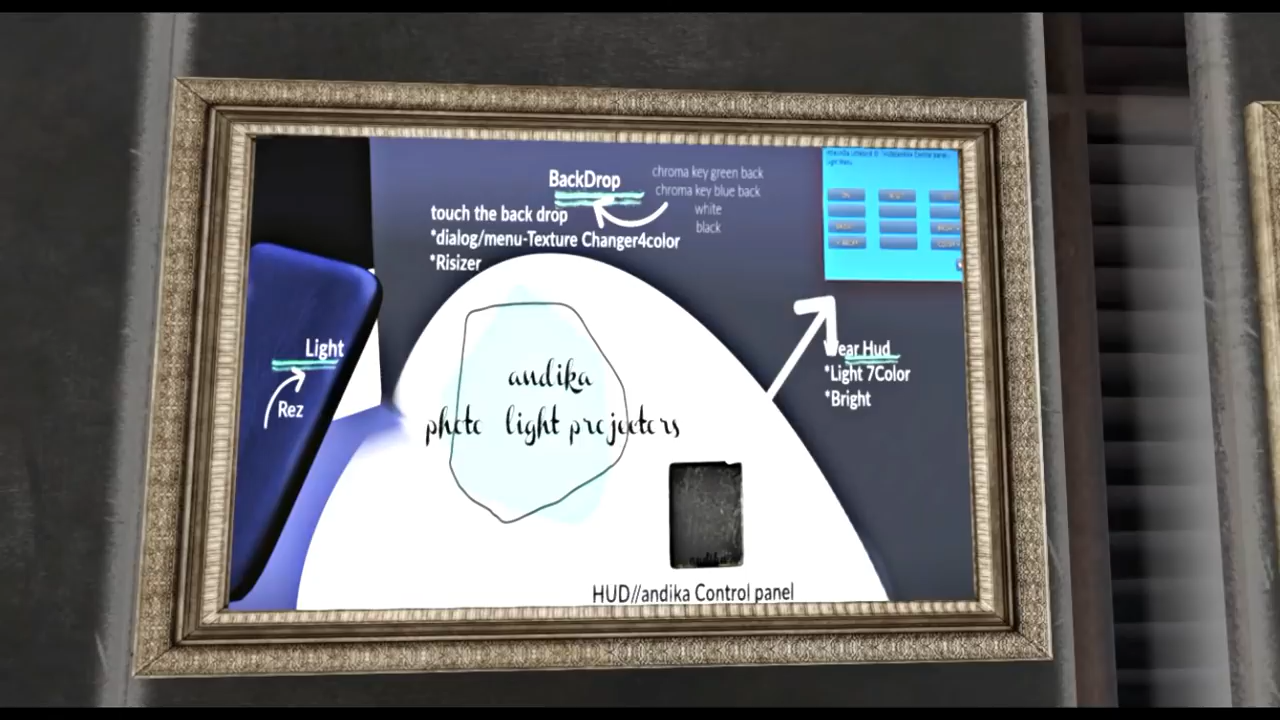 BackDrop
chroma key green back
chroma key blue back
white
black
touch the back drop
*dialog/menu-Texture Changer4color
*Risizer
Light
Rez
andika
photo light projecters
Wear Hud
*Light 7Color
*Bright
HUD//andika Control panel